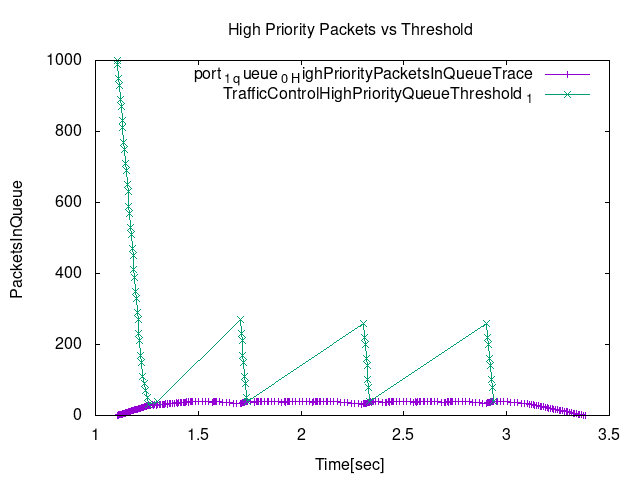 High Priority Packets vs Threshold
port 1 queue 0 HighPriorityPacketsInQueueTrace
TrafficControlHighPriorityQueueThreshold 1
PacketsInQueue
1000
800
600
400
200
0
1 1.5 2 2.5 3 3.5
Time[sec]